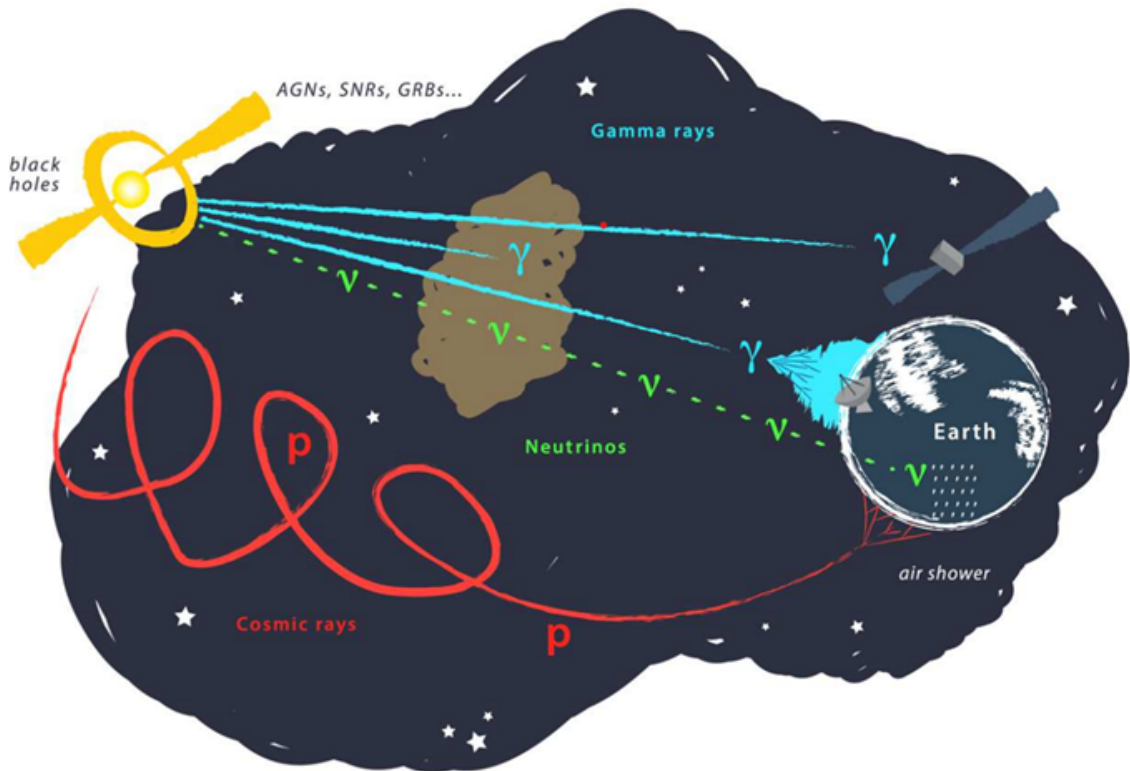 AGNs, SNRs, GRBs...
black
holes
Gamma rays
γ
γ
γ
ν
ν
ν
ν
ν
Neutrinos
Earth
p
p
air shower
Cosmic rays